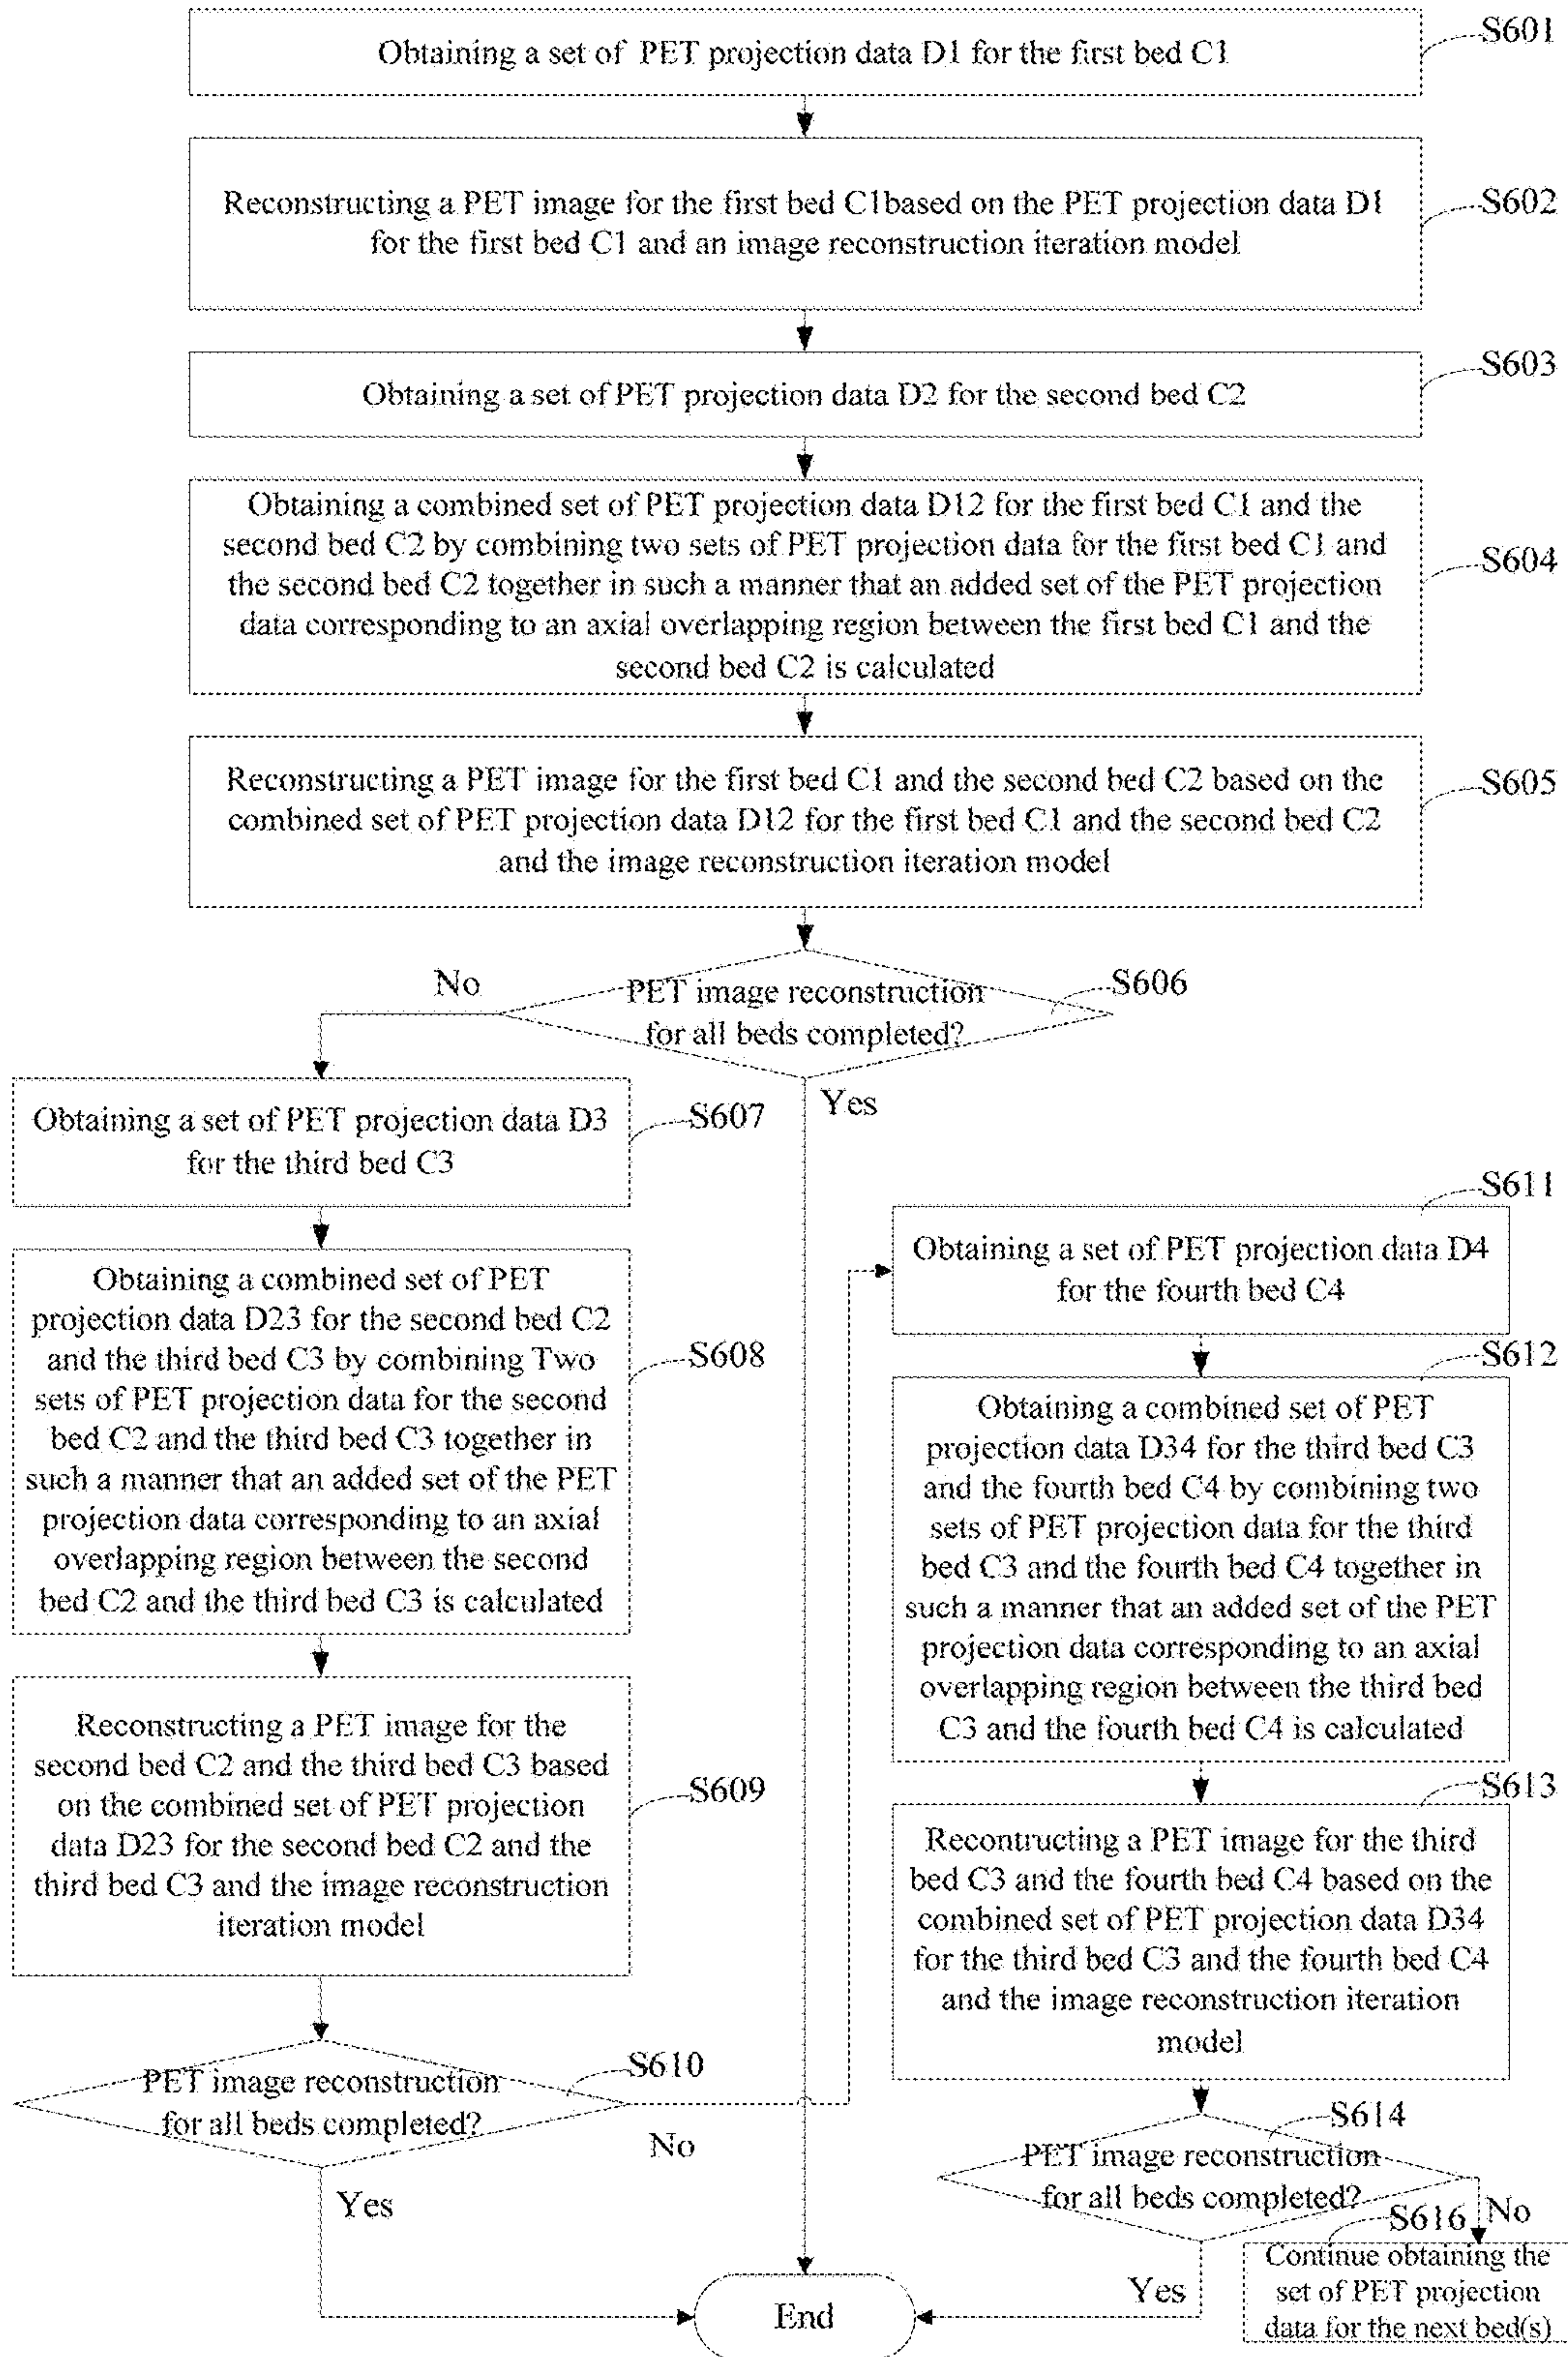 Obtaining a set of PET projection data D1 for the first bed C1
S601
Reconstructing a PET image for the first bed C1based on the PET projection data D1
for the first bed C1 and an image reconstruction iteration model
S602
Obtaining a set of PET projection data D2 for the second bed C2
S603
Obtaining a combined set of PET projection data D12 for the first bed C1 and the
second bed C2 by combining two sets of PET projection data for the first bed C1 and
the second bed C2 together in such a manner that an added set of the PET projection
data corresponding to an axial overlapping region between the first bed C1 and the
second bed C2 is calculated
S604
Reconstructing a PET image for the first bed C1 and the second bed C2 based on the
combined set of PET projection data D12 for the first bed C1 and the second bed C2
and the image reconstruction iteration model
S605
PET image reconstruction
for all beds completed?
S606
No
Yes
Obtaining a set of PET projection data D3
for the third bed C3
S607
Obtaining a combined set of PET
projection data D23 for the second bed C2
and the third bed C3 by combining Two
sets of PET projection data for the second
bed C2 and the third bed C3 together in
such a manner that an added set of the PET
projection data corresponding to an axial
overlapping region between the second
bed C2 and the third bed C3 is calculated
S608
Reconstructing a PET image for the
second bed C2 and the third bed C3 based
on the combined set of PET projection
data D23 for the second bed C2 and the
third bed C3 and the image reconstruction
iteration model
S609
PET image reconstruction
for all beds completed?
S610
No
Yes
S611
Obtaining a set of PET projection data D4
for the fourth bed C4
S612
Obtaining a combined set of PET
projection data D34 for the third bed C3
and the fourth bed C4 by combining two
sets of PET projection data for the third
bed C3 and the fourth bed C4 together in
such a manner that an added set of the PET
projection data corresponding to an axial
overlapping region between the third bed
C3 and the fourth bed C4 is calculated
S613
Recontructing a PET image for the third
bed C3 and the fourth bed C4 based on the
combined set of PET projection data D34
for the third bed C3 and the fourth bed C4
and the image reconstruction iteration
model
S614
PET image reconstruction
for all beds completed?
No
Yes
S616
Continue obtaining the
set of PET projection
data for the next bed(s)
End